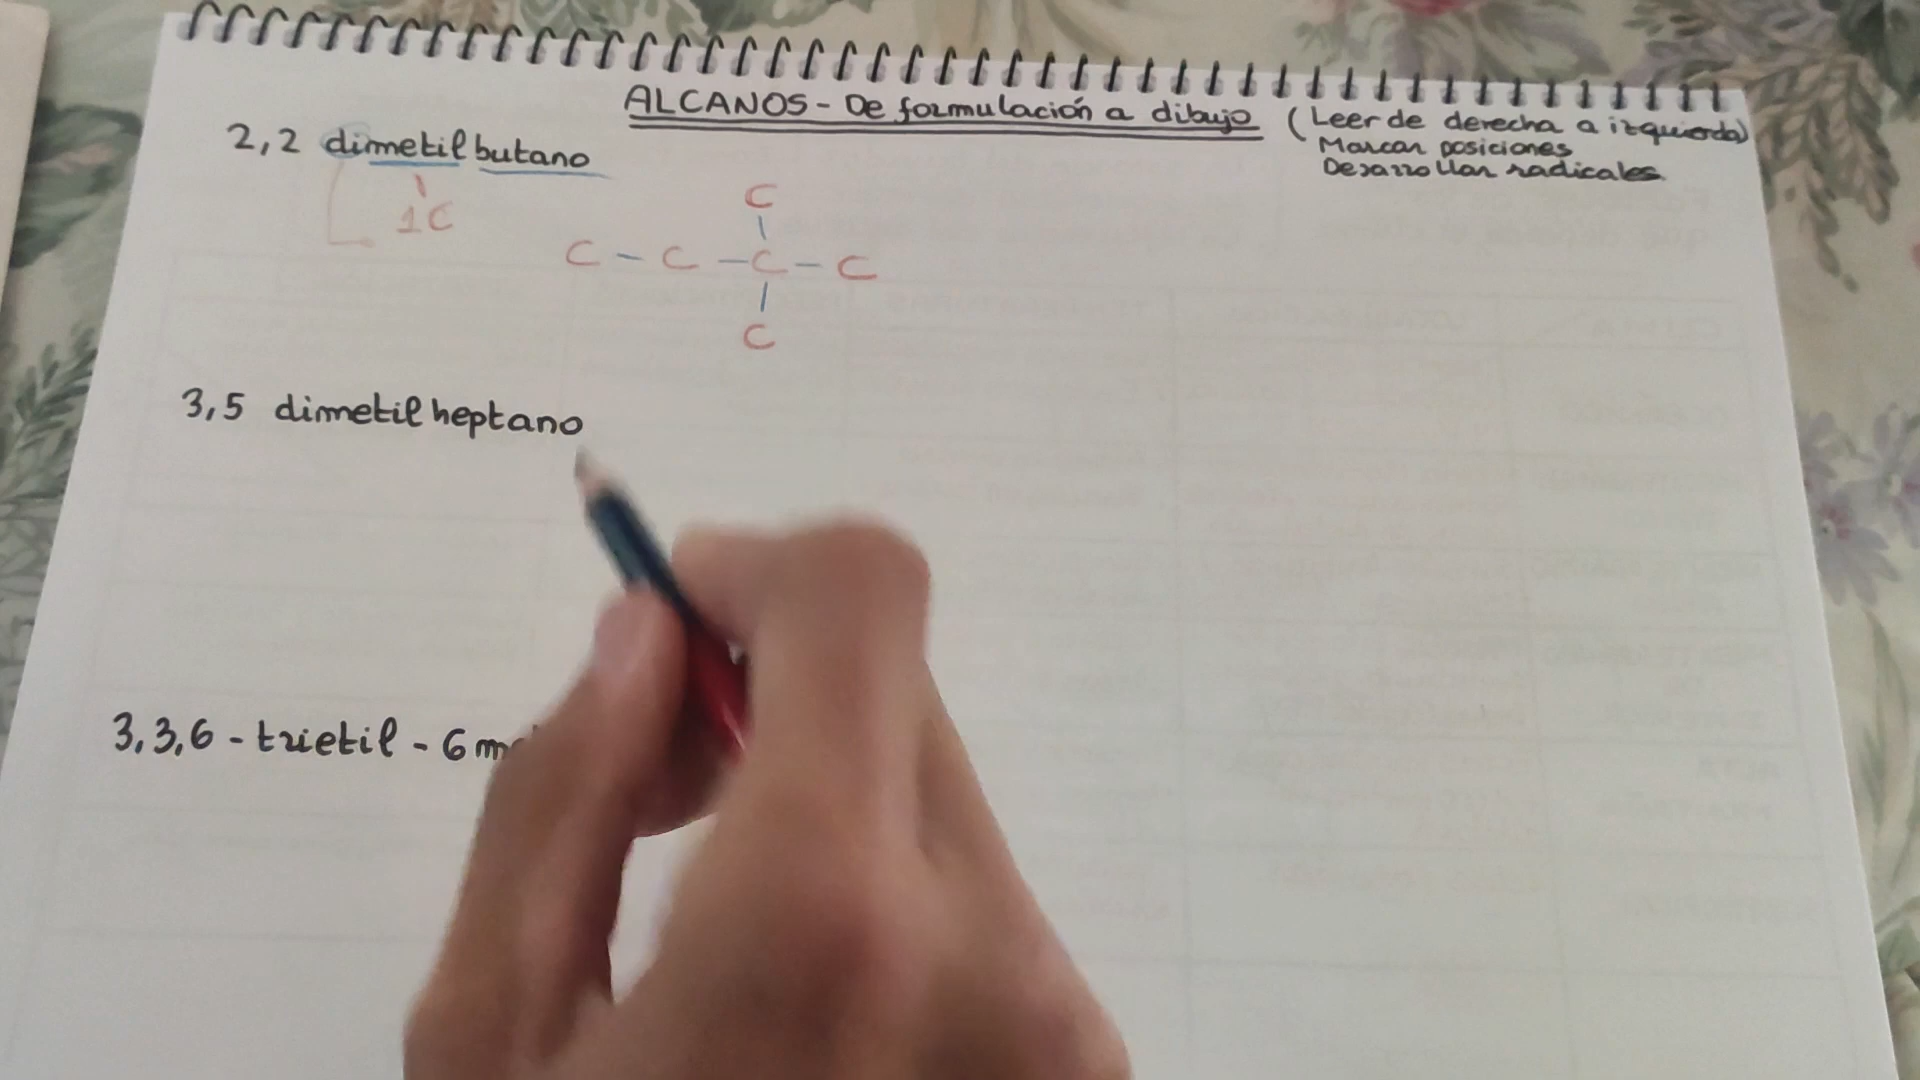 ALCANOS - De formulación a dibujo (Leer de derecha a izquierda)
Marcar posiciones
Desarrollar radicales.
2,2 dimetil butano
1C
C
C - C - C - C
C
3,5 dimetil heptano
3,3,6 - trietil - 6